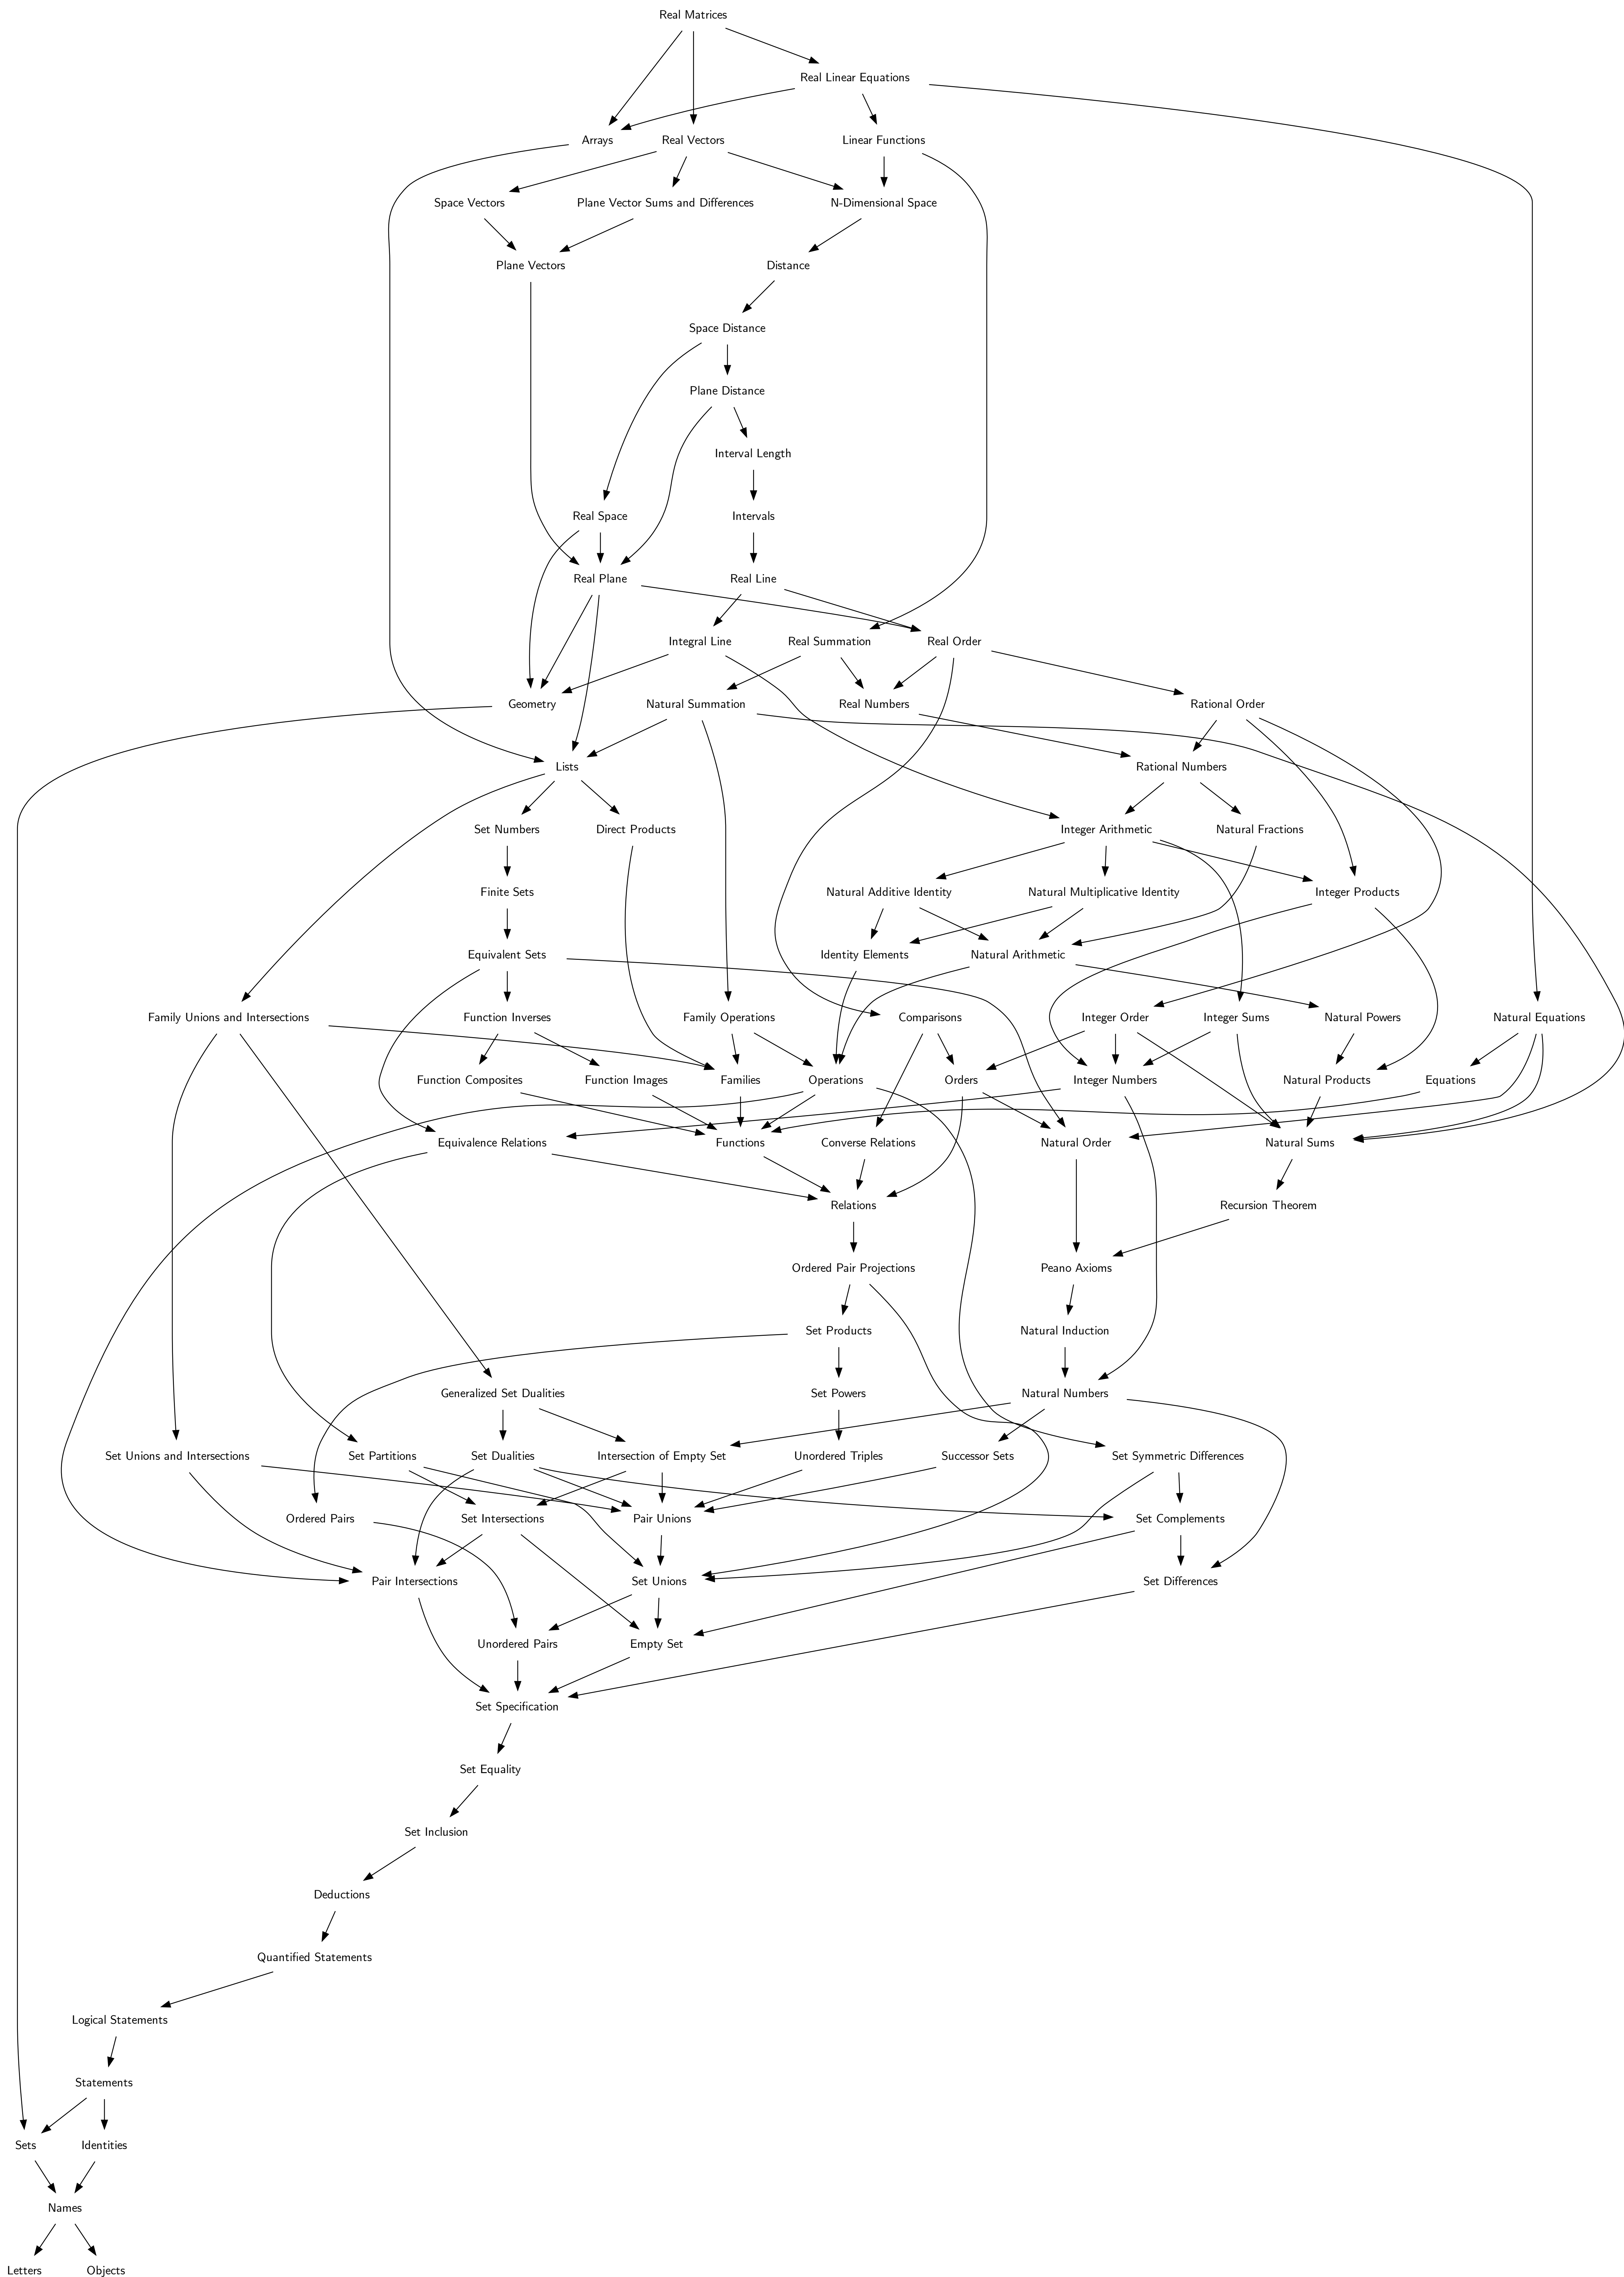 Real Matrices
Real Linear Equations
Arrays
Real Vectors
Linear Functions
Space Vectors
Plane Vector Sums and Differences
N-Dimensional Space
Plane Vectors
Distance
Space Distance
Plane Distance
Interval Length
Real Space
Intervals
Real Plane
Real Line
Integral Line
Real Summation
Real Order
Geometry
Natural Summation
Real Numbers
Rational Order
Lists
Rational Numbers
Set Numbers
Direct Products
Integer Arithmetic
Natural Fractions
Finite Sets
Natural Additive Identity
Natural Multiplicative Identity
Integer Products
Equivalent Sets
Identity Elements
Natural Arithmetic
Family Unions and Intersections
Function Inverses
Family Operations
Comparisons
Integer Order
Integer Sums
Natural Powers
Natural Equations
Function Composites
Function Images
Families
Operations
Orders
Integer Numbers
Natural Products
Equations
Equivalence Relations
Functions
Converse Relations
Natural Order
Natural Sums
Relations
Recursion Theorem
Ordered Pair Projections
Peano Axioms
Set Products
Natural Induction
Generalized Set Dualities
Set Powers
Natural Numbers
Set Unions and Intersections
Set Partitions
Set Dualities
Intersection of Empty Set
Unordered Triples
Successor Sets
Set Symmetric Differences
Ordered Pairs
Set Intersections
Pair Unions
Set Complements
Pair Intersections
Set Unions
Set Differences
Unordered Pairs
Empty Set
Set Specification
Set Equality
Set Inclusion
Deductions
Quantified Statements
Logical Statements
Statements
Sets
Identities
Names
Letters
Objects